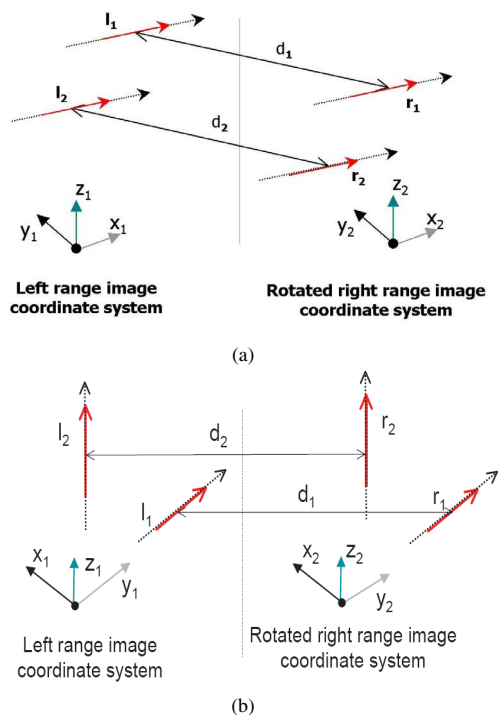 l₁
d₁
l₂
r₁
d₂
r₂
z₁
z₂
y₁
x₁
y₂
x₂
Left range image
coordinate system
Rotated right range image
coordinate system
(a)
l₂
d₂
r₂
l₁
d₁
r₁
x₁
z₁
y₁
x₂
z₂
y₂
Left range image
coordinate system
Rotated right range image
coordinate system
(b)